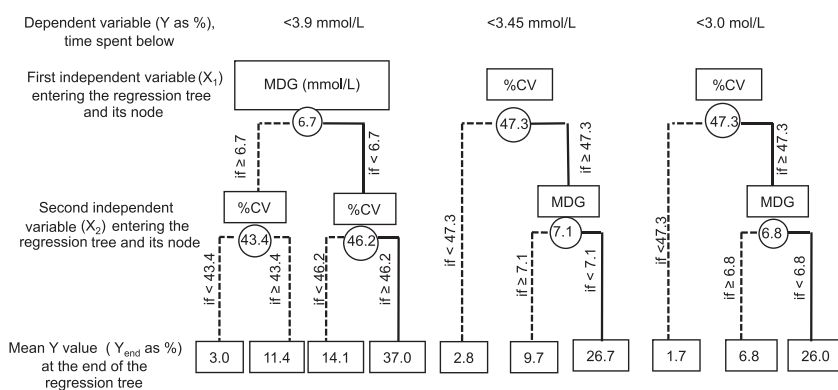 Dependent variable (Y as %),
time spent below
<3.9 mmol/L
<3.45 mmol/L
<3.0 mol/L
First independent variable (X1)
entering the regression tree
and its node
MDG (mmol/L)
%CV
%CV
6.7
47.3
47.3
if ≥ 6.7
if < 6.7
if < 47.3
if ≥ 47.3
if <47.3
if ≥ 47.3
Second independent
variable (X2) entering the
regression tree and its node
%CV
%CV
MDG
MDG
43.4
46.2
7.1
6.8
if < 43.4
if ≥ 43.4
if < 46.2
if ≥ 46.2
if ≥ 7.1
if < 7.1
if ≥ 6.8
if < 6.8
Mean Y value ( Yend as %)
at the end of the
regression tree
3.0
11.4
14.1
37.0
2.8
9.7
26.7
1.7
6.8
26.0